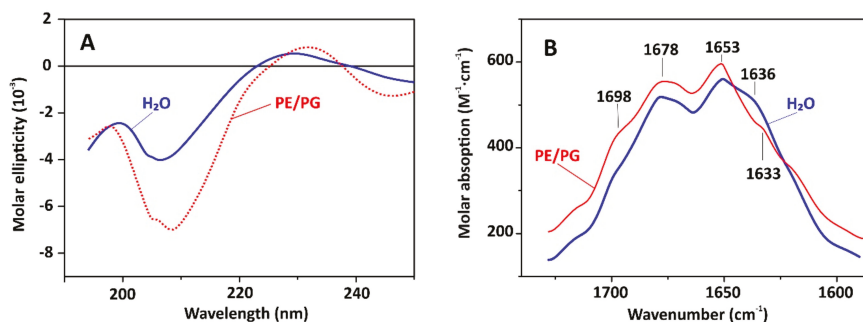 A
B
2
0
-2
-4
-6
-8
Molar ellipticity (10⁻³)
H₂O
PE/PG
200
220
240
Wavelength (nm)
600
400
200
Molar absoption (M⁻¹·cm⁻¹)
1698
1678
1653
1636
H₂O
PE/PG
1633
1700
1650
1600
Wavenumber (cm⁻¹)